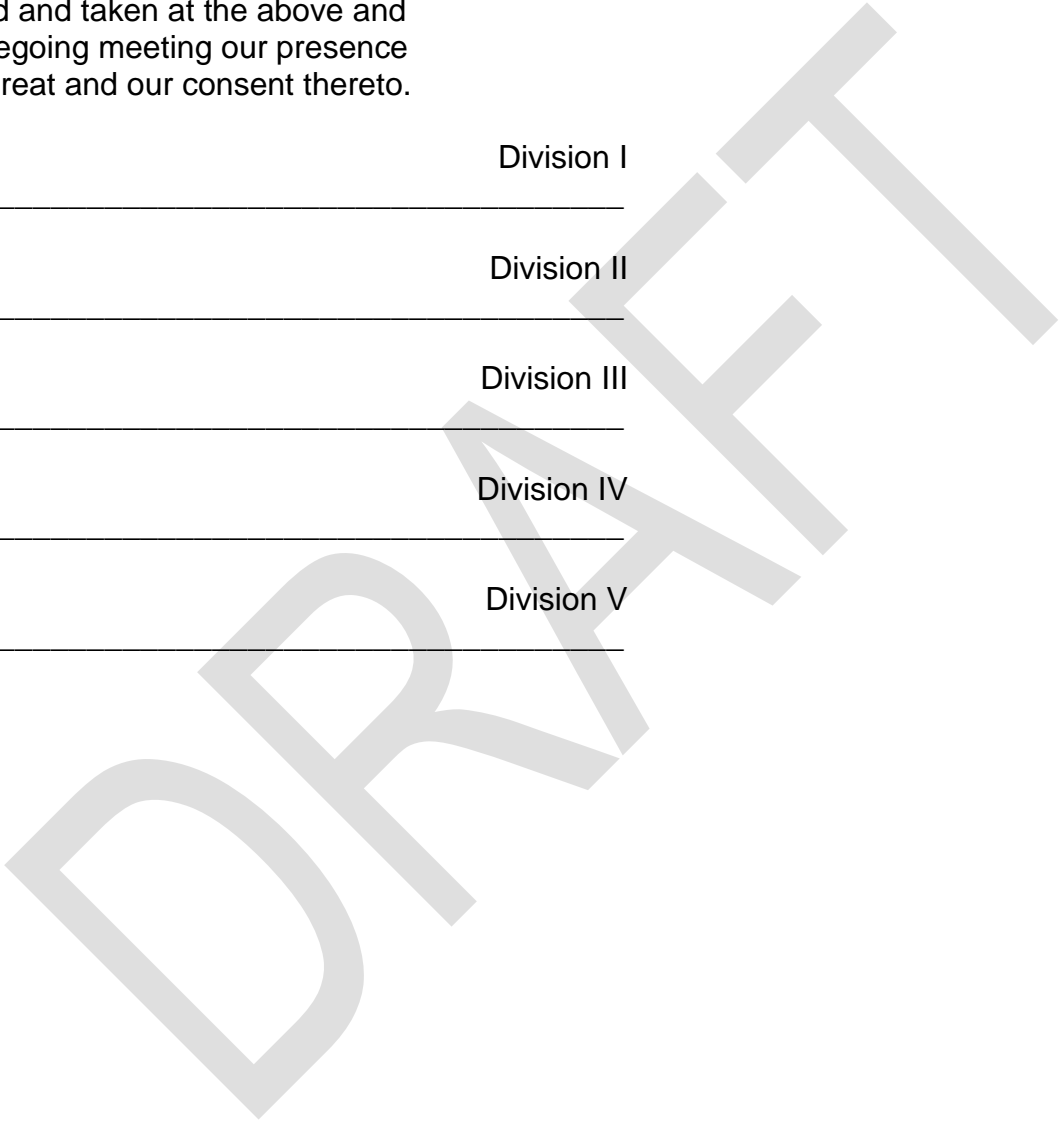 d and taken at the above and
egoing meeting our presence
reat and our consent thereto.
Division I
Division II
Division III
Division IV
Division V
DRAFT